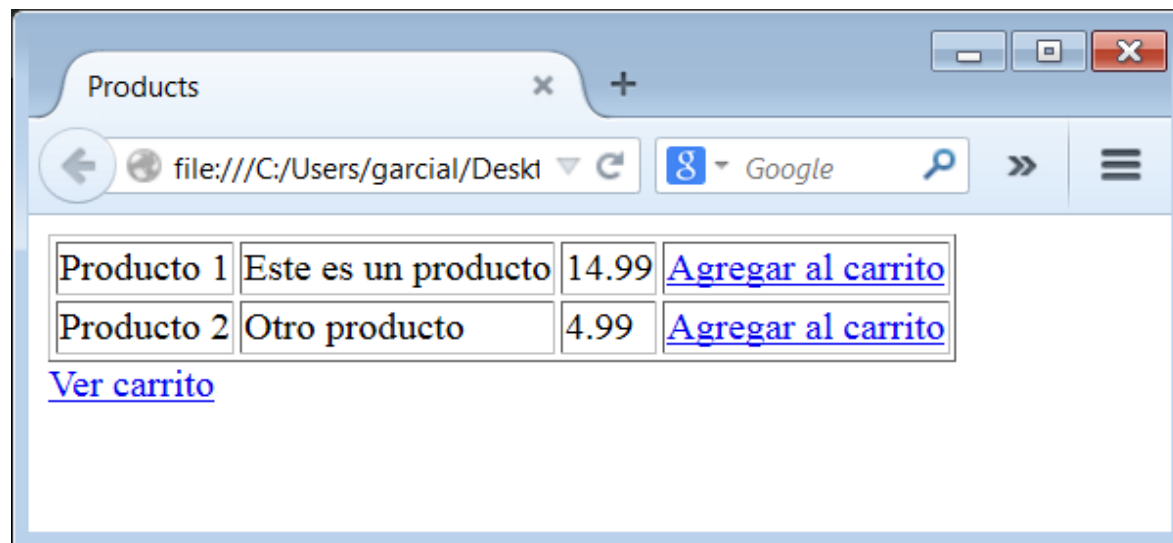 Products
file:///C:/Users/garcial/Deskt
8 Google
Producto 1 Este es un producto 14.99 Agregar al carrito
Producto 2 Otro producto 4.99 Agregar al carrito
Ver carrito